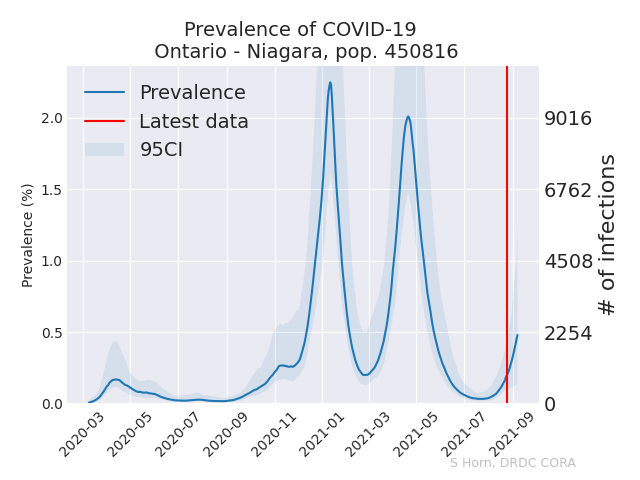 Prevalence of COVID-19
Ontario - Niagara, pop. 450816
Prevalence
Latest data
95CI
Prevalence (%)
2.0
1.5
1.0
0.5
0.0
9016
6762
4508
2254
0
# of infections
2020-03
2020-05
2020-07
2020-09
2020-11
2021-01
2021-03
2021-05
2021-07
2021-09
S Horn, DRDC CORA